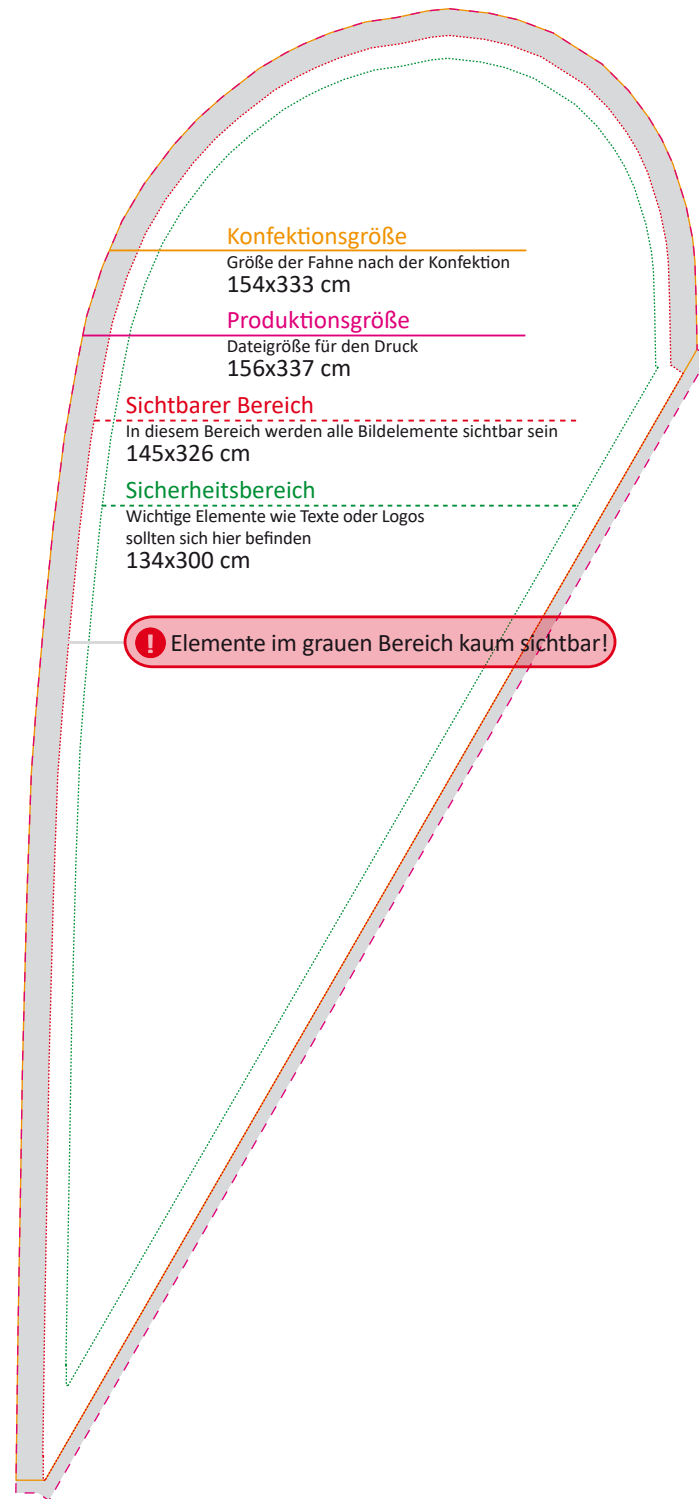 Konfektionsgröße
Größe der Fahne nach der Konfektion
154x333 cm
Produktionsgröße
Dateigröße für den Druck
156x337 cm
Sichtbarer Bereich
In diesem Bereich werden alle Bildelemente sichtbar sein
145x326 cm
Sicherheitsbereich
Wichtige Elemente wie Texte oder Logos
sollten sich hier befinden
134x300 cm
! Elemente im grauen Bereich kaum sichtbar!